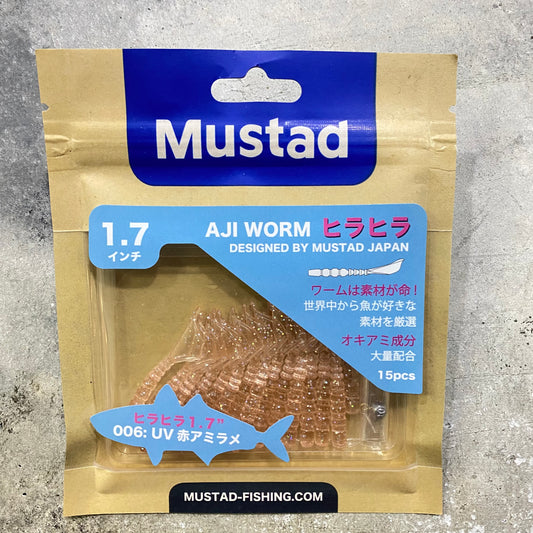 Mustad
1.7
インチ
AJI WORM ヒラヒラ
DESIGNED BY MUSTAD JAPAN
ワームは素材が命!
世界中から魚が好きな
素材を厳選
オキアミ成分
大量配合
15pcs
ヒラヒラ1.7”
006: UV 赤アミラメ
MUSTAD-FISHING.COM